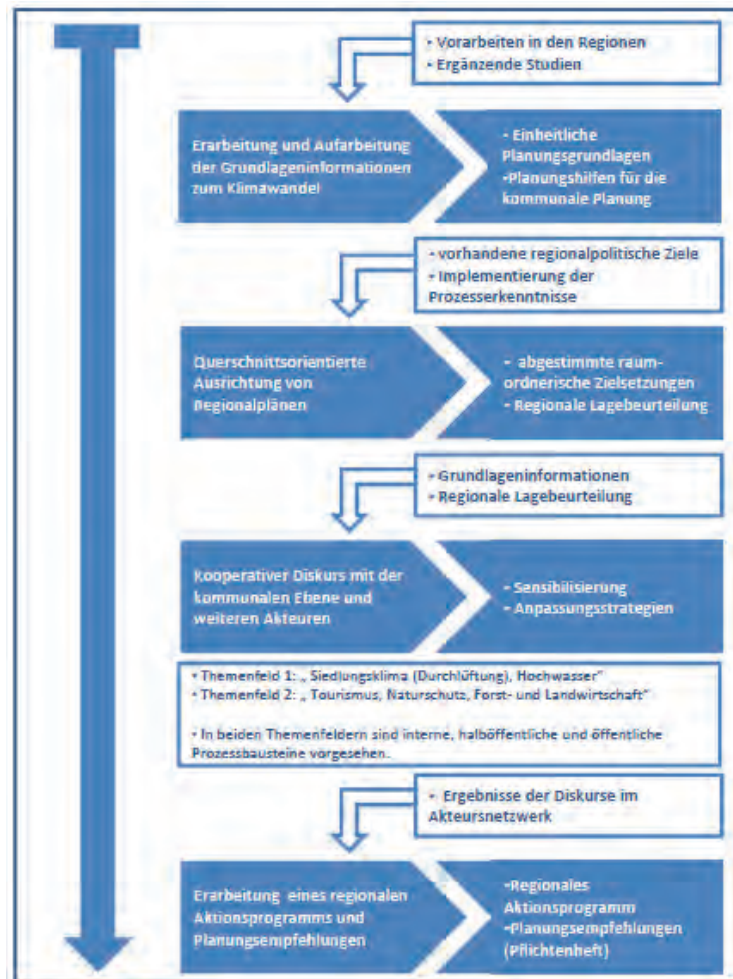 • Vorarbeiten in den Regionen
• Ergänzende Studien
Erarbeitung und Aufarbeitung
der Grundlageninformationen
zum Klimawandel
- Einheitliche
Planungsgrundlagen
-Planungshilfen für die
kommunale Planung
• vorhandene regionalpolitische Ziele
• Implementierung der
Prozesserkenntnisse
Querschnittsorientierte
Ausrichtung von
Regionalplänen
- abgestimmte raum-
ordnerische Zielsetzungen
- Regionale Lagebeurteilung
• Grundlageninformationen
• Regionale Lagebeurteilung
Kooperativer Diskurs mit der
kommunalen Ebene und
weiteren Akteuren
- Sensibilisierung
- Anpassungsstrategien
• Themenfeld 1: „ Siedlungsklima (Durchlüftung), Hochwasser“
• Themenfeld 2: „ Tourismus, Naturschutz, Forst- und Landwirtschaft“
• In beiden Themenfeldern sind interne, halböffentliche und öffentliche
Prozessbausteine vorgesehen.
• Ergebnisse der Diskurse im
Akteursnetzwerk
Erarbeitung eines regionalen
Aktionsprogramms und
Planungsempfehlungen
-Regionales
Aktionsprogramm
-Planungsempfehlungen
(Pflichtenheft)